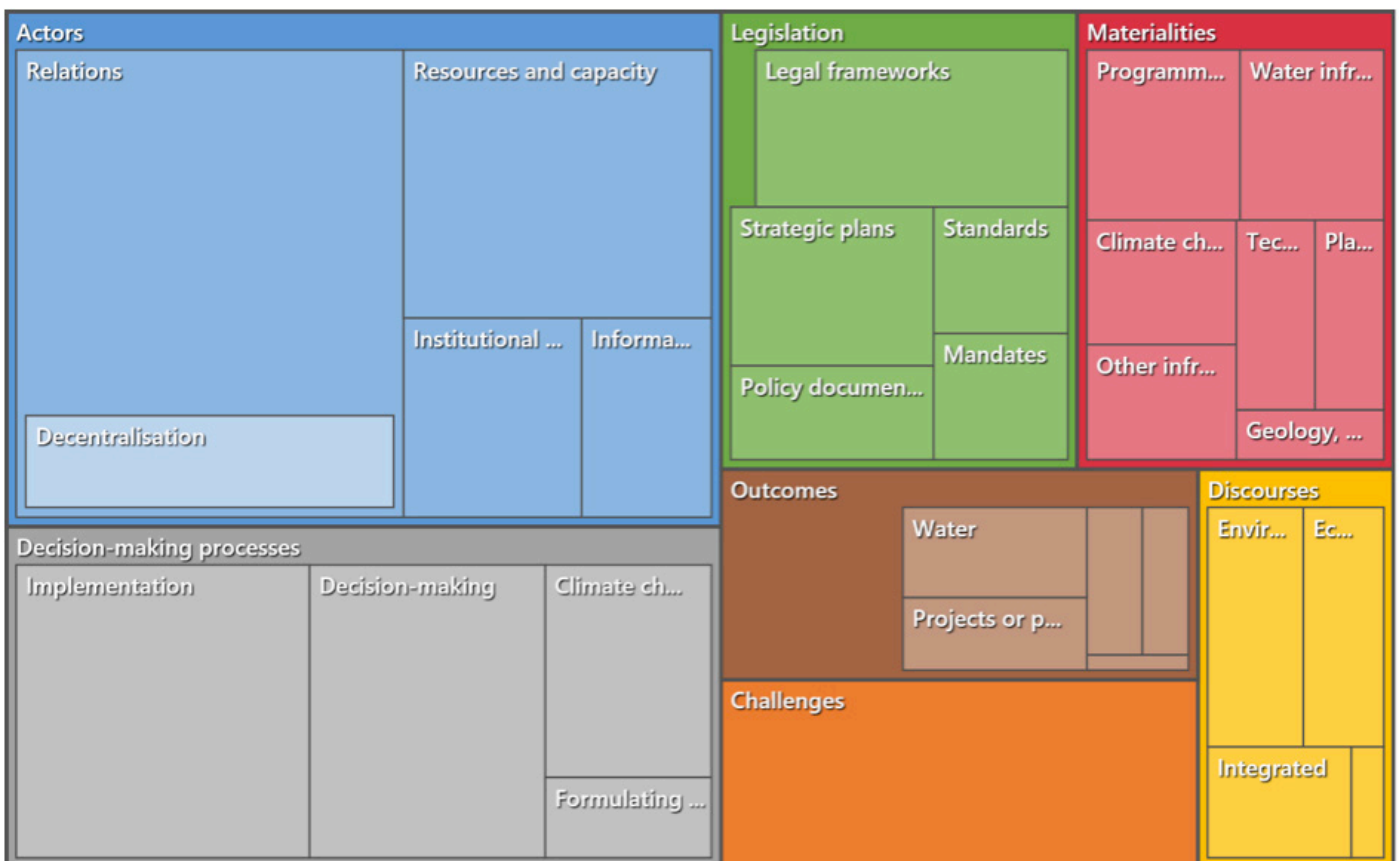 Actors
Relations
Resources and capacity
Institutional ...
Informa...
Decentralisation
Decision-making processes
Implementation
Decision-making
Climate ch...
Formulating ...
Legislation
Legal frameworks
Strategic plans
Standards
Mandates
Policy documen...
Materialities
Programm...
Water infr...
Climate ch...
Tec...
Pla...
Other infr...
Geology, ...
Outcomes
Water
Projects or p...
Challenges
Discourses
Envir...
Ec...
Integrated